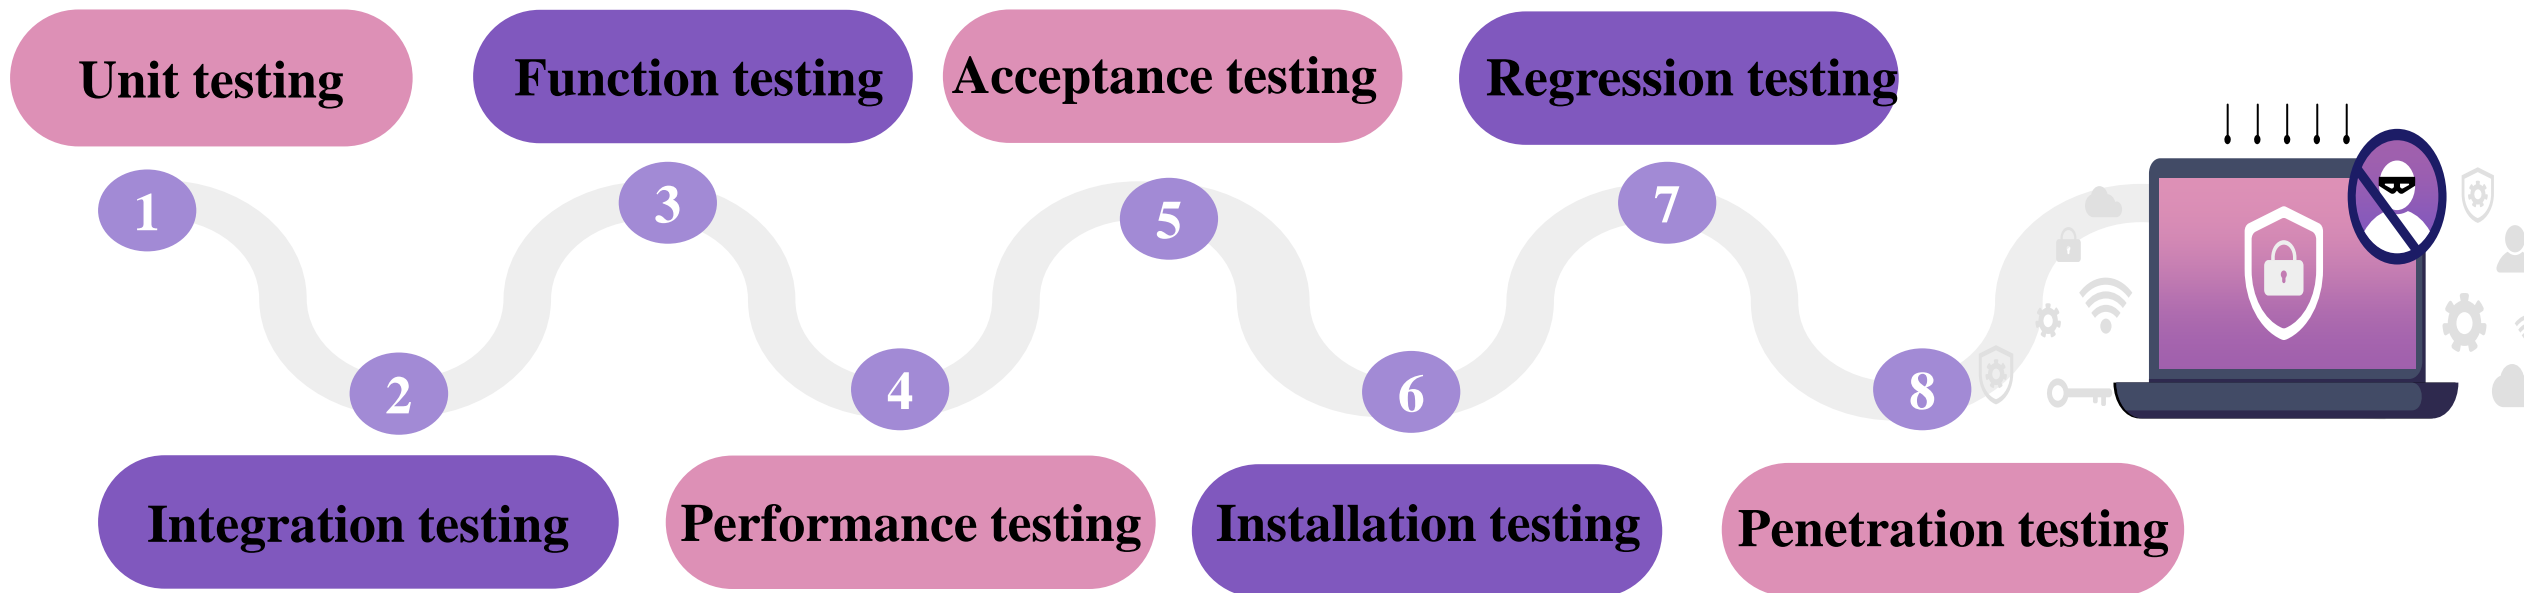 Unit testing
Function testing
Acceptance testing
Regression testing
1
3
5
7
2
4
6
8
Integration testing
Performance testing
Installation testing
Penetration testing